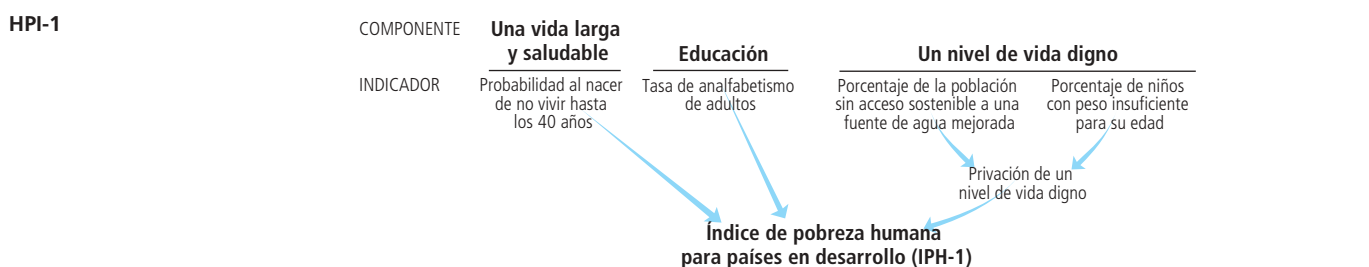 HPI-1
COMPONENTE
Una vida larga
y saludable
Educación
Un nivel de vida digno
INDICADOR
Probabilidad al nacer
de no vivir hasta
los 40 años
Tasa de analfabetismo
de adultos
Porcentaje de la población
sin acceso sostenible a una
fuente de agua mejorada
Porcentaje de niños
con peso insuficiente
para su edad
Privación de un
nivel de vida digno
Índice de pobreza humana
para países en desarrollo (IPH-1)